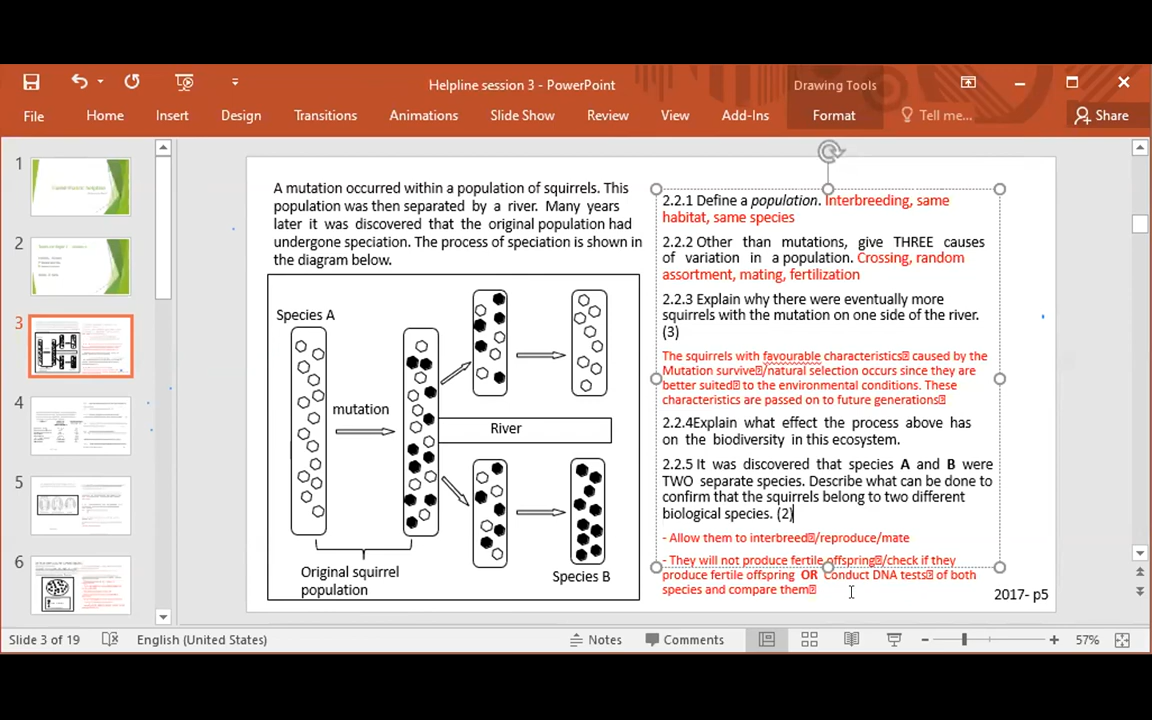 Helpline session 3 - PowerPoint
Drawing Tools
File
Home
Insert
Design
Transitions
Animations
Slide Show
Review
View
Add-Ins
Format
Tell me...
Share
1
2
3
4
5
6
A mutation occurred within a population of squirrels. This
population was then separated by a river. Many years
later it was discovered that the original population had
undergone speciation. The process of speciation is shown in
the diagram below.
Species A
mutation
River
Original squirrel
population
Species B
2.2.1 Define a population. Interbreeding, same
habitat, same species
2.2.2 Other than mutations, give THREE causes
of variation in a population. Crossing, random
assortment, mating, fertilization
2.2.3 Explain why there were eventually more
squirrels with the mutation on one side of the river.
(3)
The squirrels with favourable characteristics caused by the
Mutation survive/natural selection occurs since they are
better suited to the environmental conditions. These
characteristics are passed on to future generations
2.2.4Explain what effect the process above has
on the biodiversity in this ecosystem.
2.2.5 It was discovered that species A and B were
TWO separate species. Describe what can be done to
confirm that the squirrels belong to two different
biological species. (2)
- Allow them to interbreed/reproduce/mate
- They will not produce fertile offspring/check if they
produce fertile offspring OR conduct DNA tests of both
species and compare them
2017- p5
Slide 3 of 19
English (United States)
Notes
Comments
57%